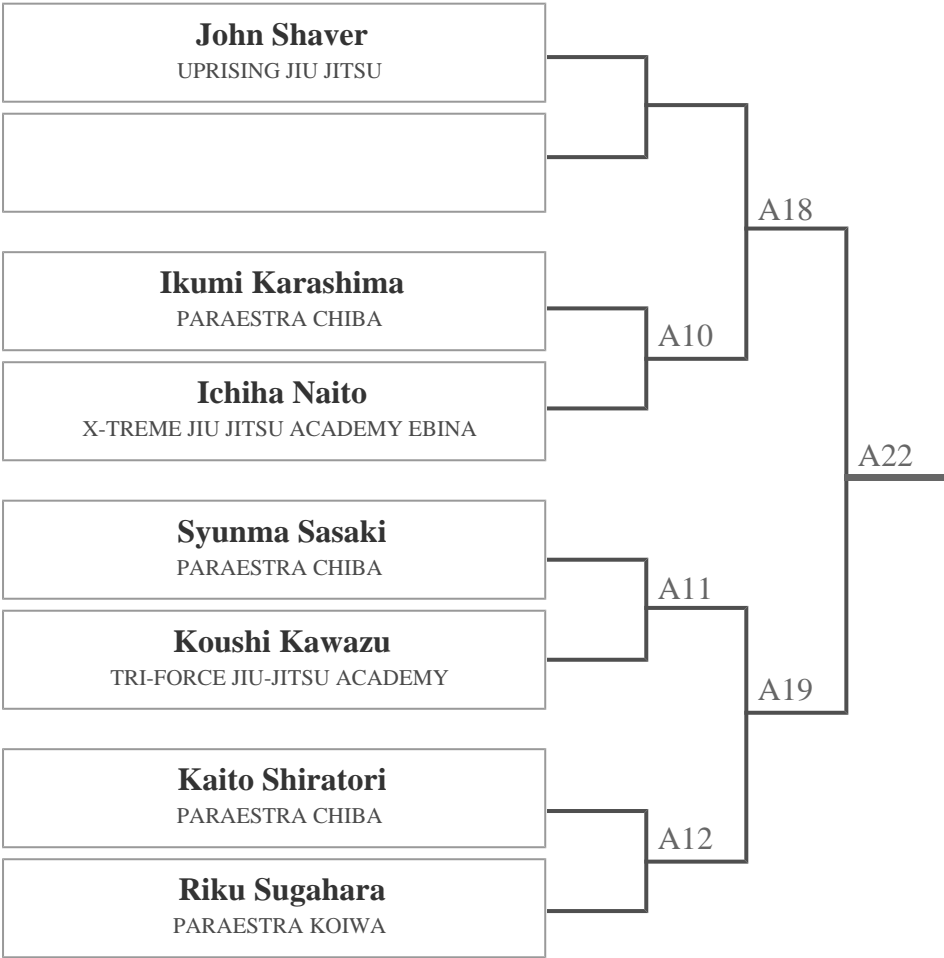 John Shaver
UPRISING JIU JITSU
A18
Ikumi Karashima
PARAESTRA CHIBA
A10
Ichiha Naito
X-TREME JIU JITSU ACADEMY EBINA
A22
Syunma Sasaki
PARAESTRA CHIBA
A11
Koushi Kawazu
TRI-FORCE JIU-JITSU ACADEMY
A19
Kaito Shiratori
PARAESTRA CHIBA
A12
Riku Sugahara
PARAESTRA KOIWA